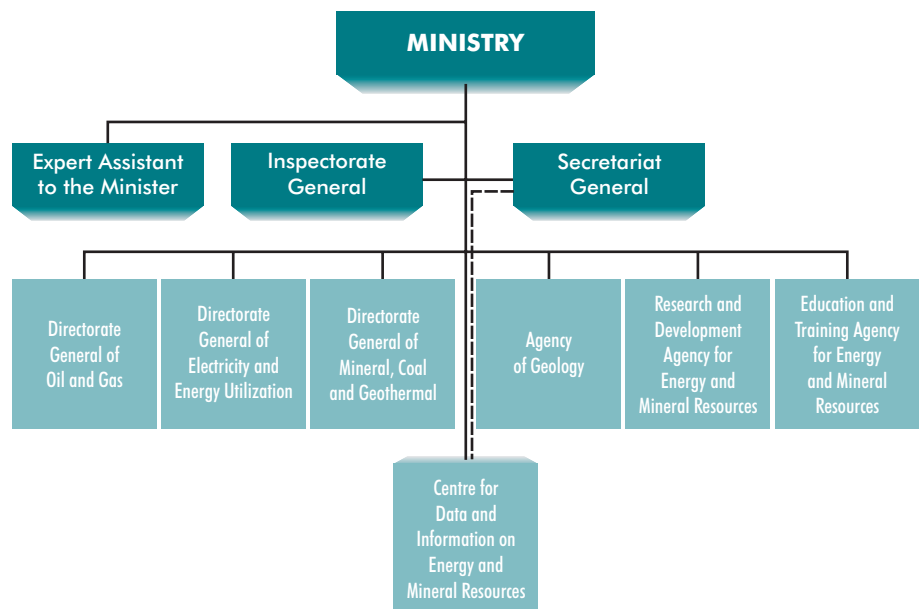 MINISTRY
Expert Assistant
to the Minister
Inspectorate
General
Secretariat
General
Directorate
General of
Oil and Gas
Directorate
General of
Electricity and
Energy Utilization
Directorate
General of
Mineral, Coal
and Geothermal
Agency
of Geology
Research and
Development
Agency for
Energy and
Mineral Resources
Education and
Training Agency
for Energy
and Mineral
Resources
Centre for
Data and
Information on
Energy and
Mineral Resources